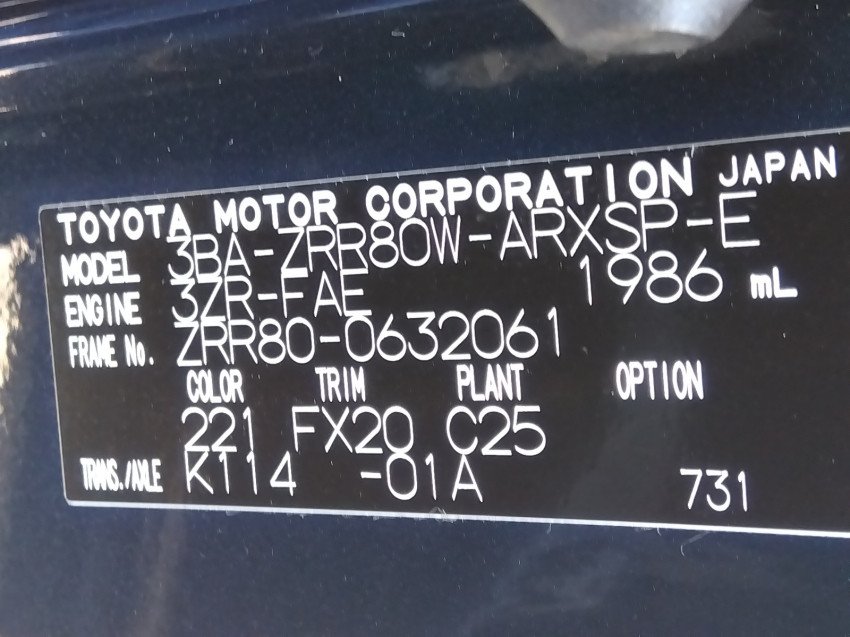 TOYOTA MOTOR CORPORATION JAPAN
MODEL 3BA-ZRR80W-ARXSP-E
ENGINE 3ZR-FAE 1986 mL
FRAME No. ZRR80-0632061
COLOR TRIM PLANT OPTION
221 FX20 C25
TRANS./AXLE K114 -01A 731